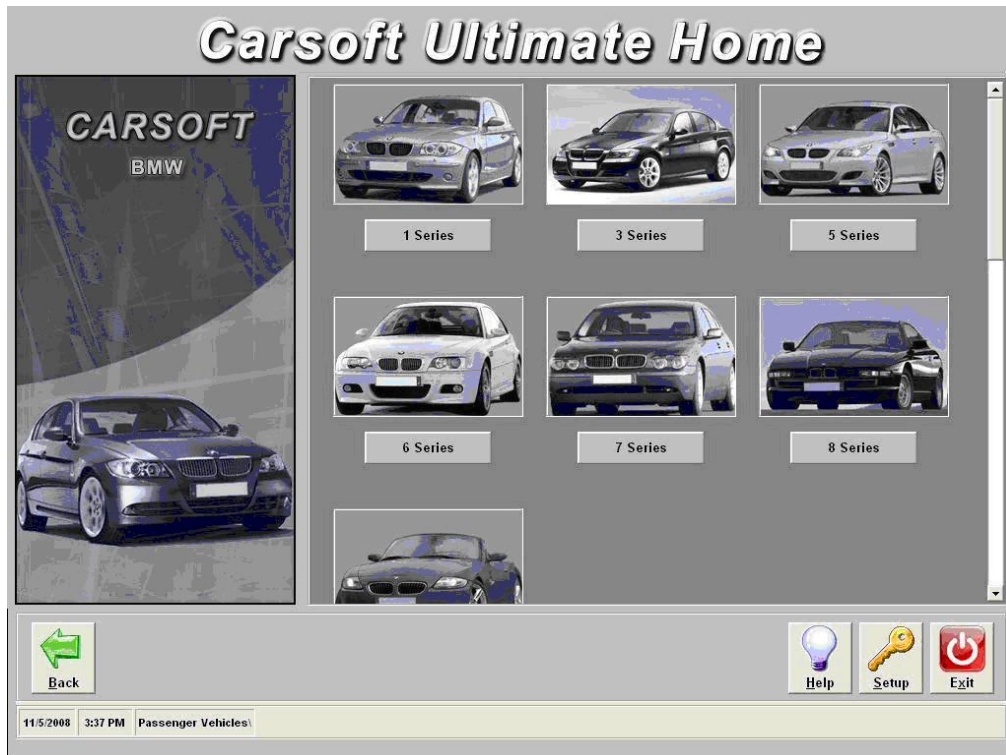 Carsoft Ultimate Home
CARSOFT
BMW
1 Series
3 Series
5 Series
6 Series
7 Series
8 Series
Back
Help
Setup
Exit
11/5/2008
3:37 PM
Passenger Vehicles\